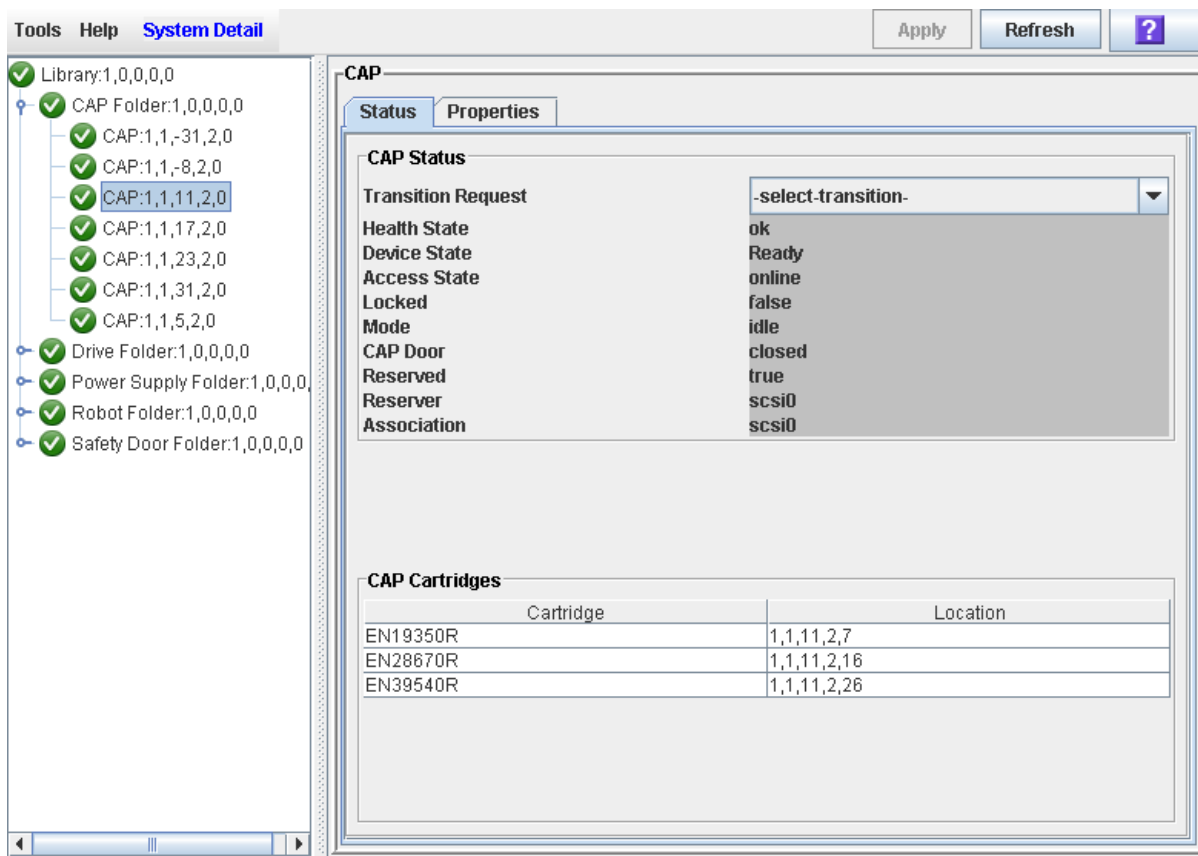 Tools Help System Detail Apply Refresh ?
Library:1,0,0,0,0
CAP Folder:1,0,0,0,0
CAP:1,1,-31,2,0
CAP:1,1,-8,2,0
CAP:1,1,11,2,0
CAP:1,1,17,2,0
CAP:1,1,23,2,0
CAP:1,1,31,2,0
CAP:1,1,5,2,0
Drive Folder:1,0,0,0,0
Power Supply Folder:1,0,0,0,
Robot Folder:1,0,0,0,0
Safety Door Folder:1,0,0,0,0
CAP
Status Properties
CAP Status
Transition Request -select-transition-
Health State ok
Device State Ready
Access State online
Locked false
Mode idle
CAP Door closed
Reserved true
Reserver scsi0
Association scsi0
CAP Cartridges
Cartridge Location
EN19350R 1,1,11,2,7
EN28670R 1,1,11,2,16
EN39540R 1,1,11,2,26